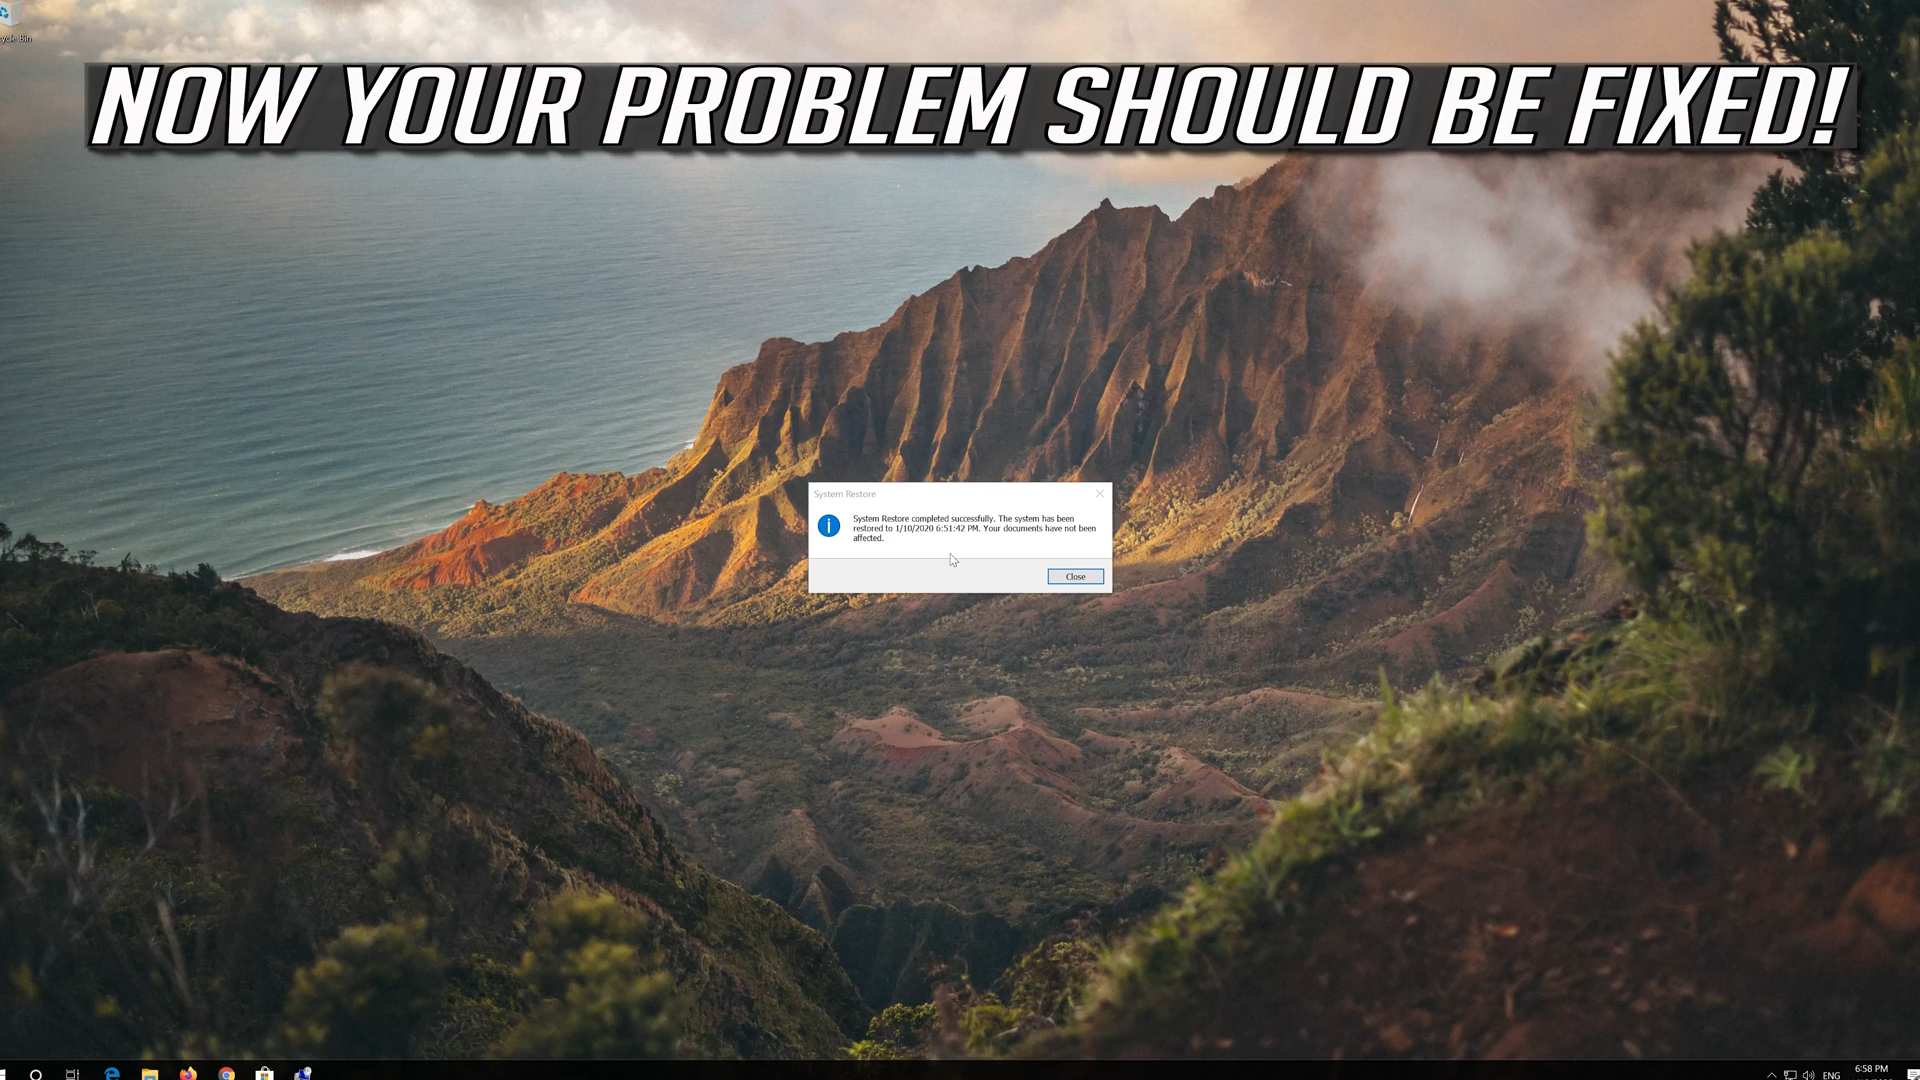 NOW YOUR PROBLEM SHOULD BE FIXED!
System Restore
System Restore completed successfully. The system has been
restored to 1/10/2020 6:51:42 PM. Your documents have not been
affected.
Close
ENG
6:58 PM